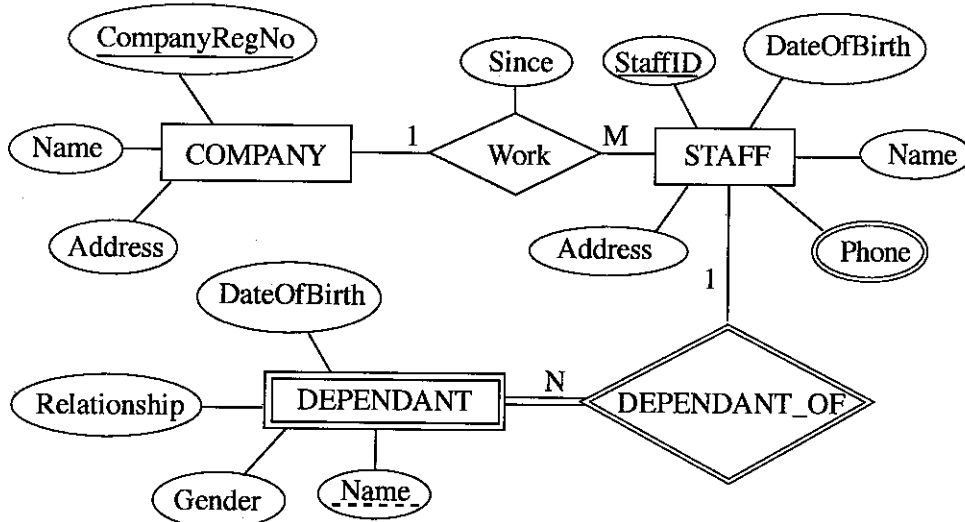 CompanyRegNo
Name
COMPANY
Address
1
Since
Work
M
StaffID
DateOfBirth
STAFF
Name
Address
Phone
1
DateOfBirth
Relationship
DEPENDANT
N
DEPENDANT_OF
Gender
Name